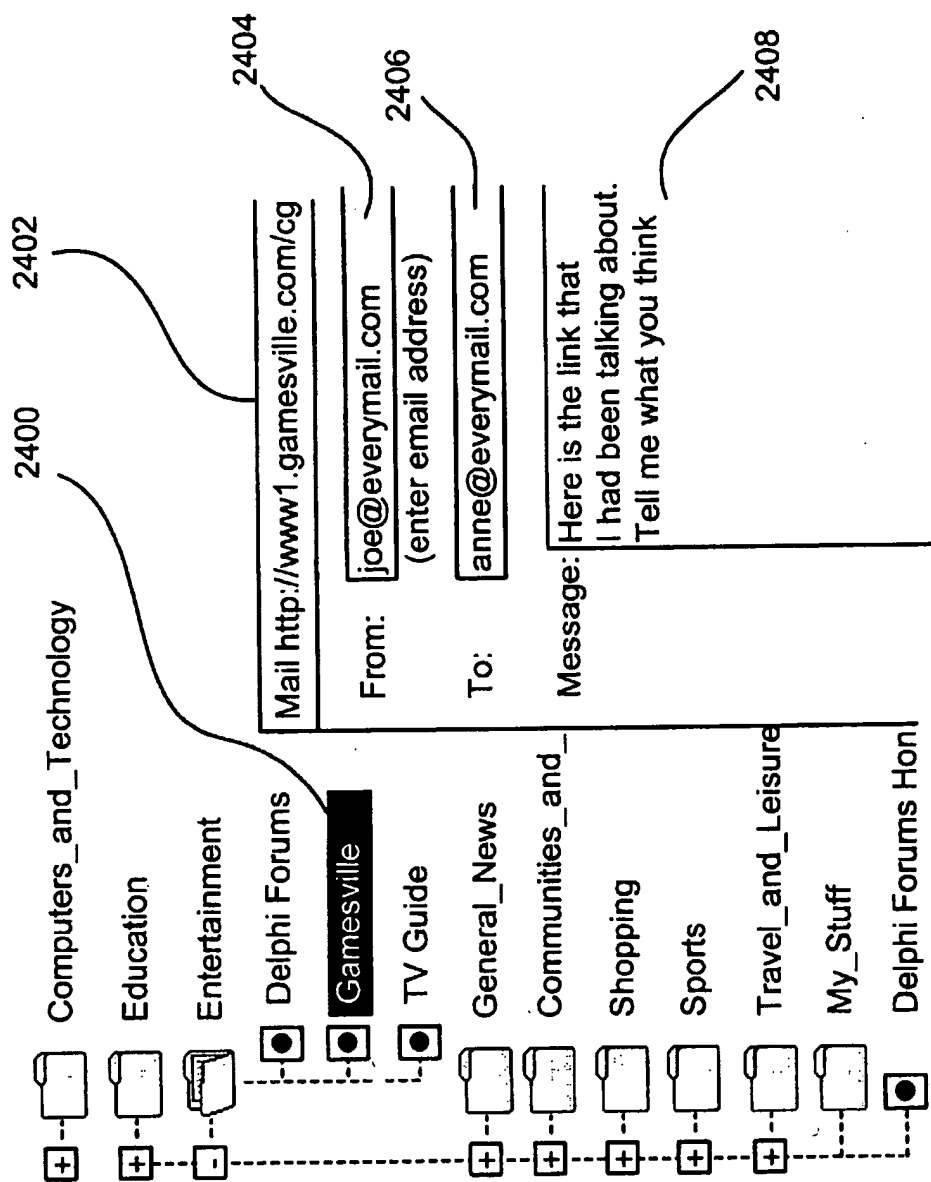 Computers_and_Technology
Education
Entertainment
Delphi Forums
Gamesville
TV Guide
General_News
Communities_and_
Shopping
Sports
Travel_and_Leisure
My_Stuff
Delphi Forums Hon
2400
2402
Mail http://www1.gamesville.com/cg
2404
From: joe@everymail.com
(enter email address)
2406
To: anne@everymail.com
Message: Here is the link that
I had been talking about.
Tell me what you think
2408